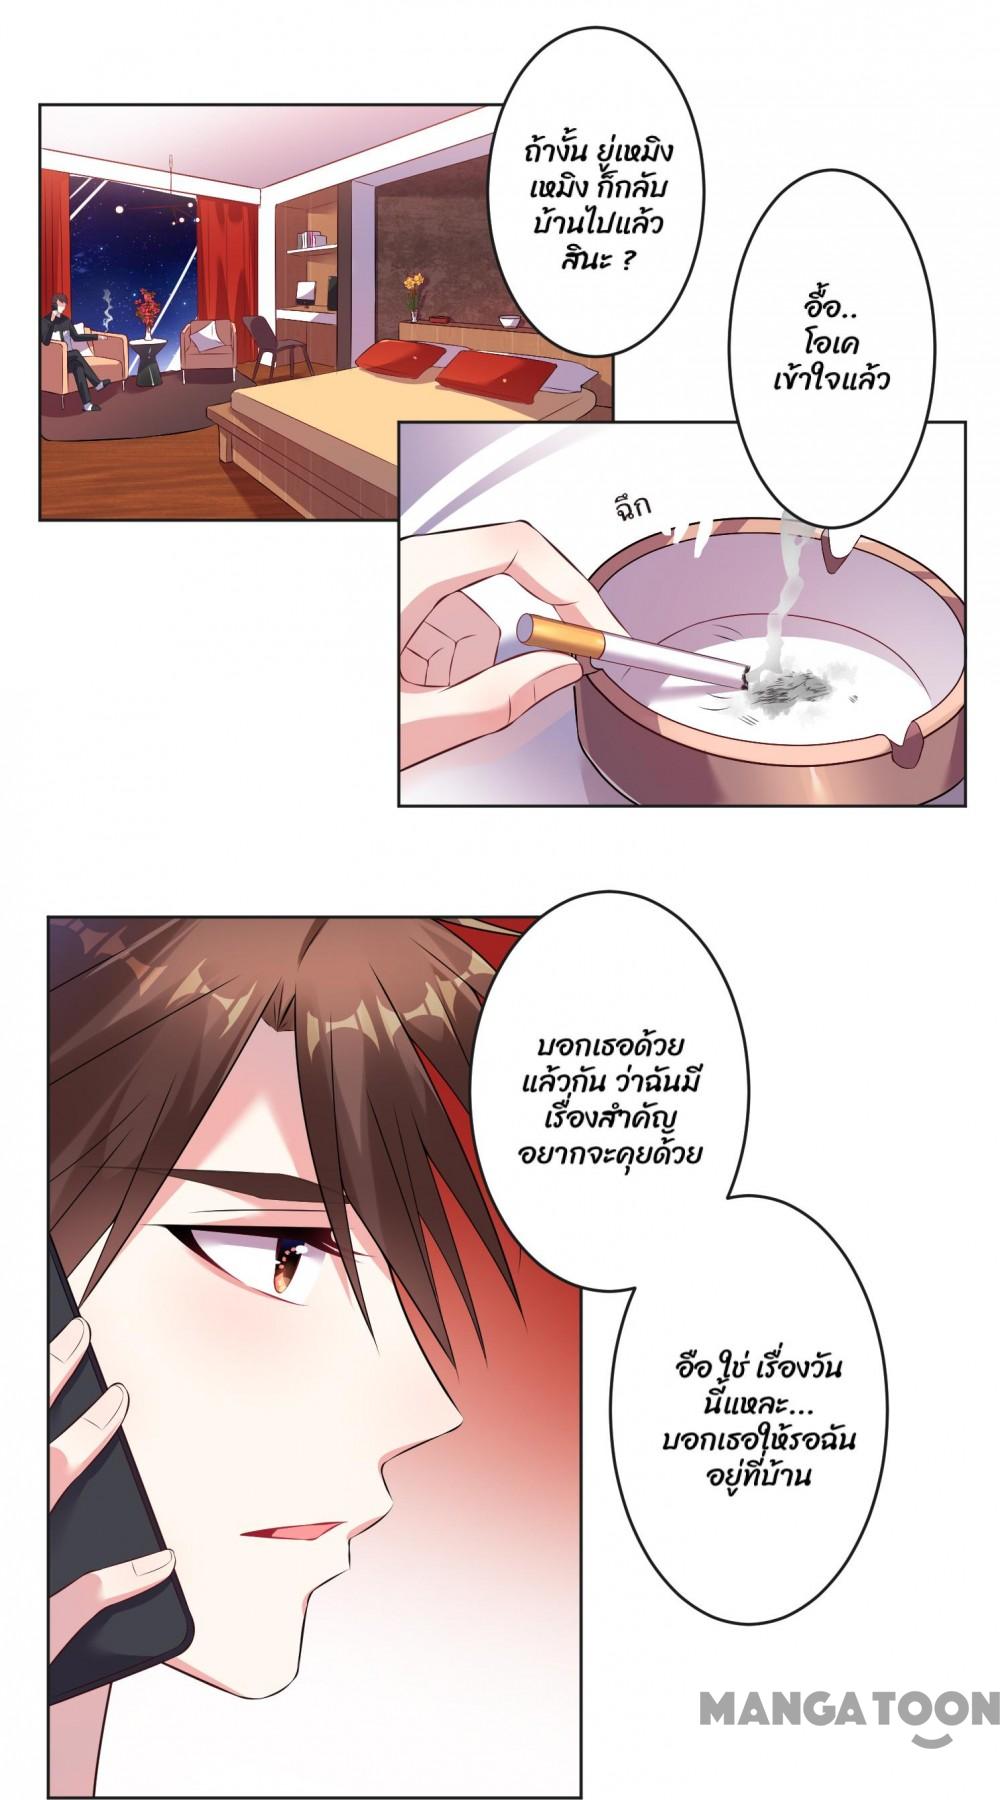 ถ้างั้น ยู่เหมิง
เหมิง ก็กลับ
บ้านไปแล้ว
สินะ ?
อื้อ..
โอเค
เข้าใจแล้ว
ฉึก
บอกเธอด้วย
แล้วกัน ว่าฉันมี
เรื่องสำคัญ
อยากจะคุยด้วย
อือ ใช่ เรื่องวัน
นี้แหละ...
บอกเธอให้รอฉัน
อยู่ที่บ้าน
MANGATOON